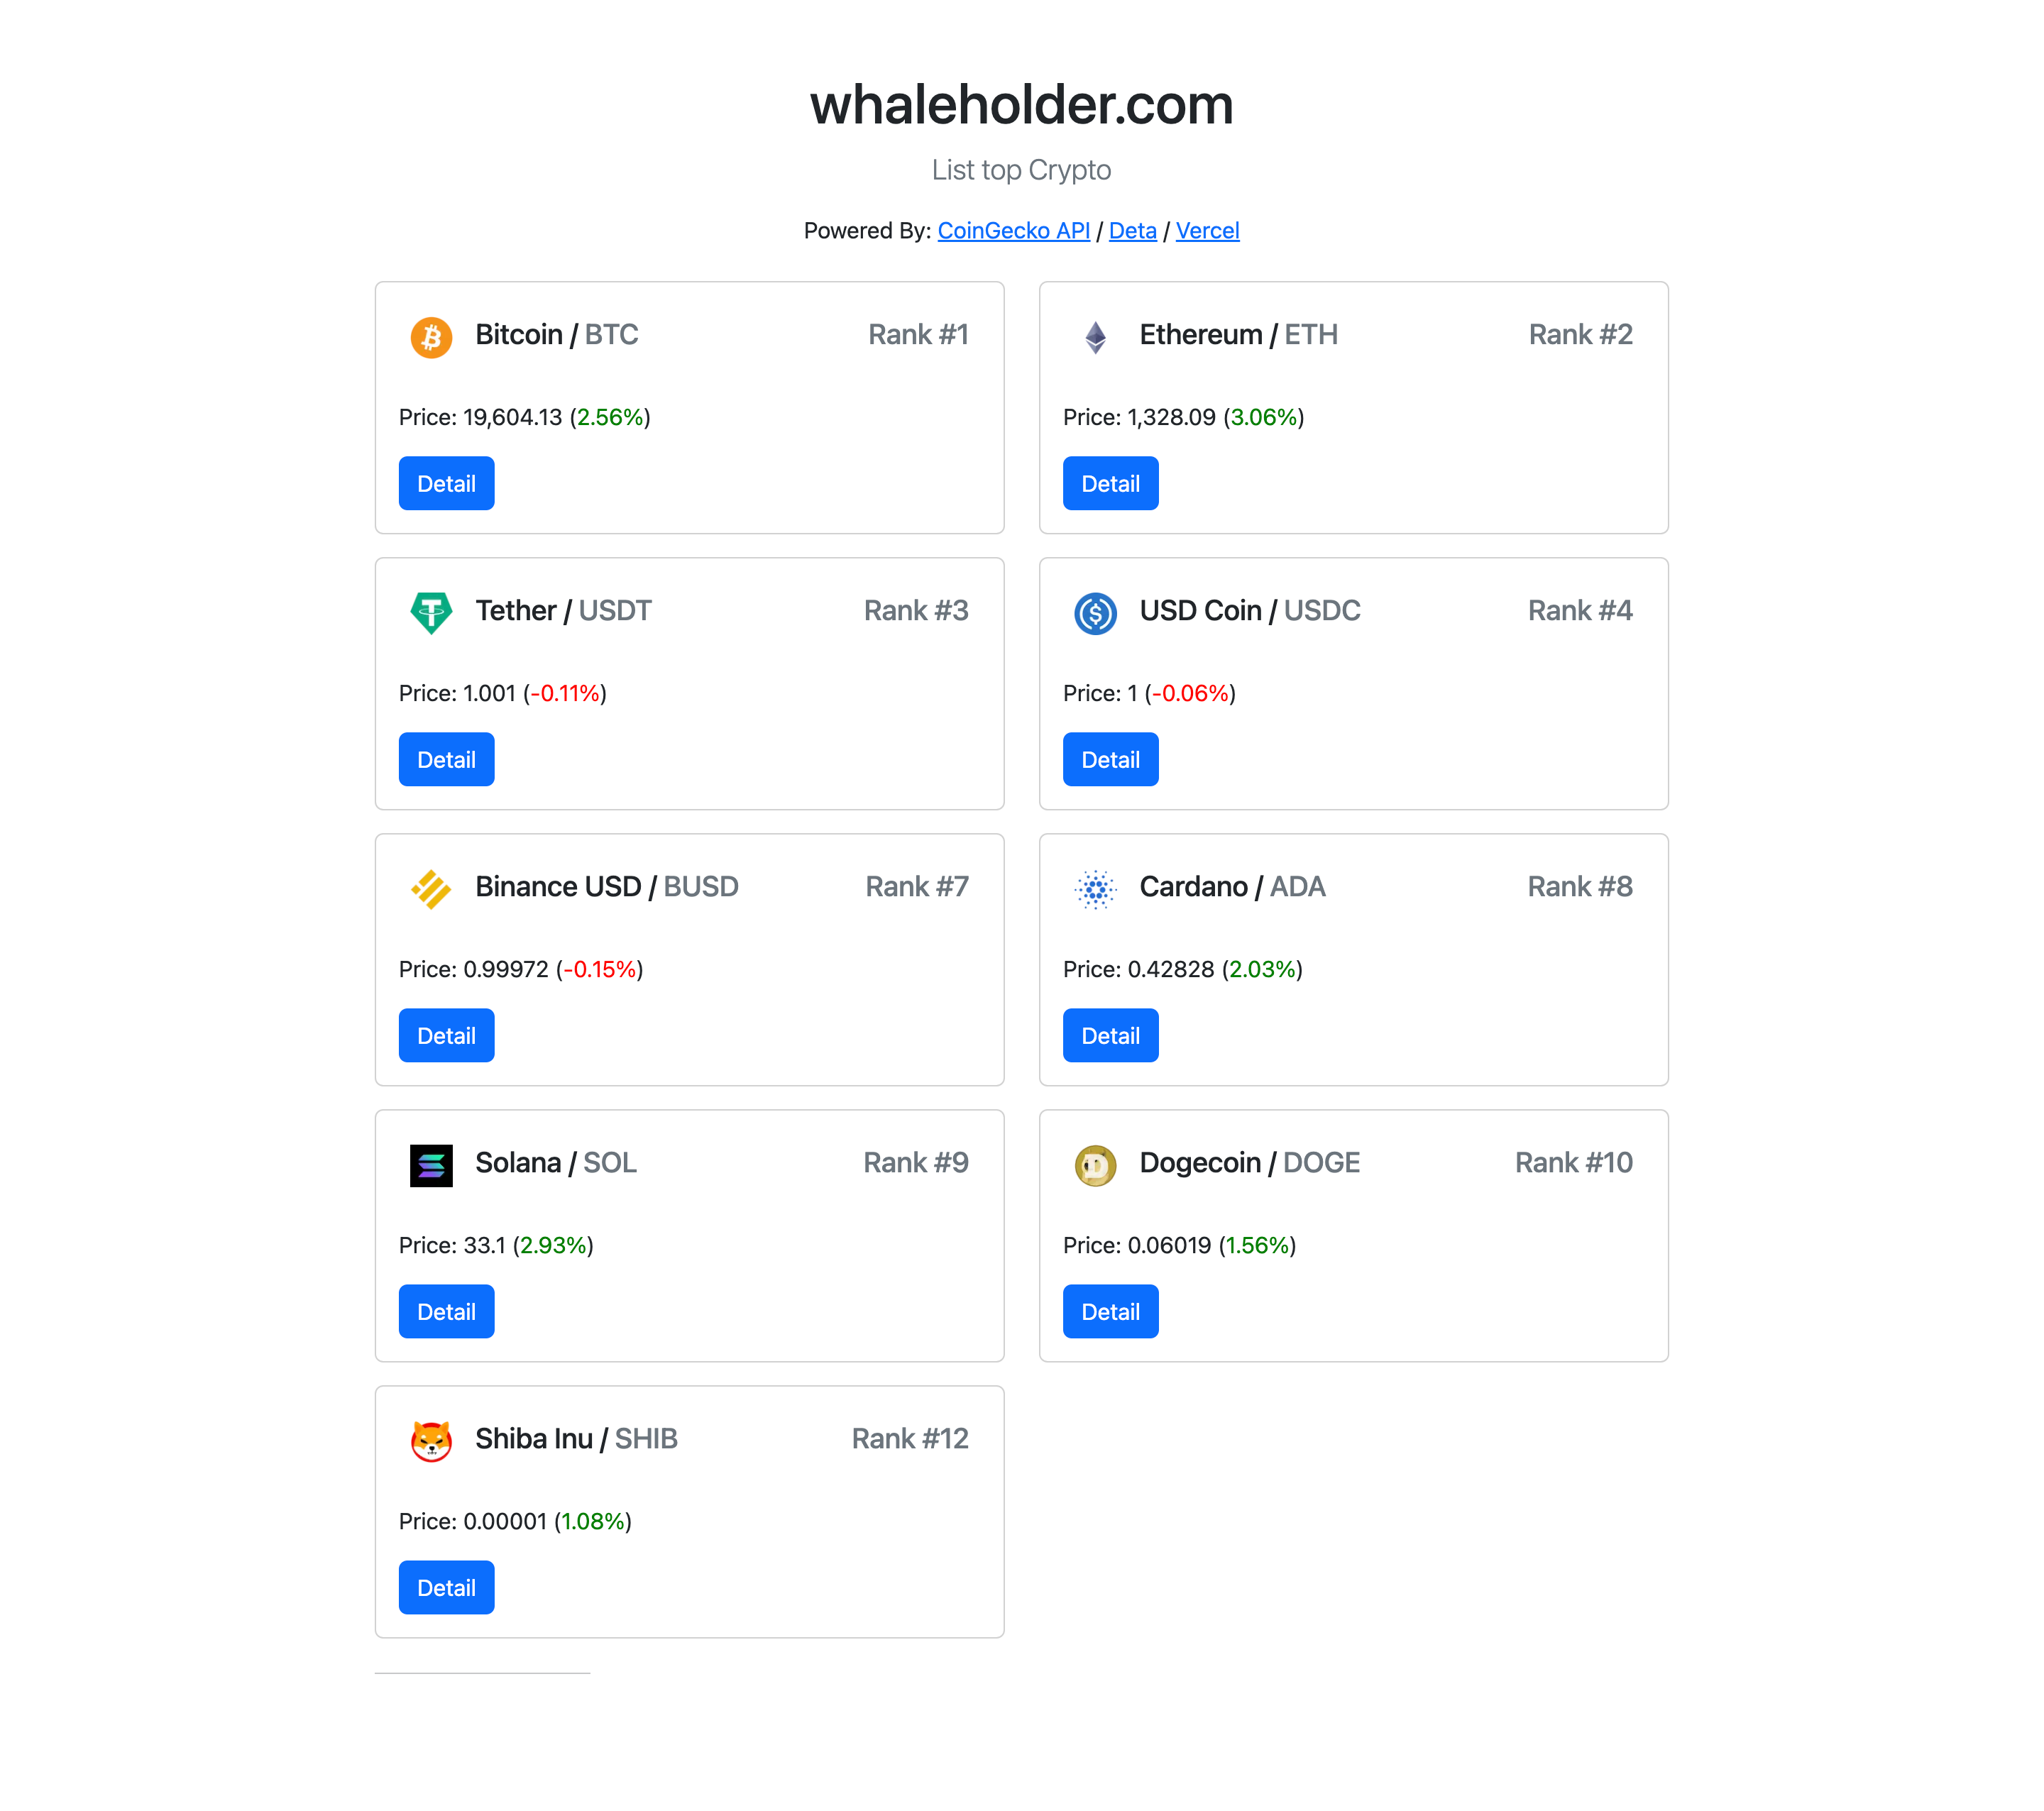 whaleholder.com
List top Crypto
Powered By: CoinGecko API / Deta / Vercel
Bitcoin / BTC Rank #1
Price: 19,604.13 (2.56%)
Detail
Ethereum / ETH Rank #2
Price: 1,328.09 (3.06%)
Detail
Tether / USDT Rank #3
Price: 1.001 (-0.11%)
Detail
USD Coin / USDC Rank #4
Price: 1 (-0.06%)
Detail
Binance USD / BUSD Rank #7
Price: 0.99972 (-0.15%)
Detail
Cardano / ADA Rank #8
Price: 0.42828 (2.03%)
Detail
Solana / SOL Rank #9
Price: 33.1 (2.93%)
Detail
Dogecoin / DOGE Rank #10
Price: 0.06019 (1.56%)
Detail
Shiba Inu / SHIB Rank #12
Price: 0.00001 (1.08%)
Detail